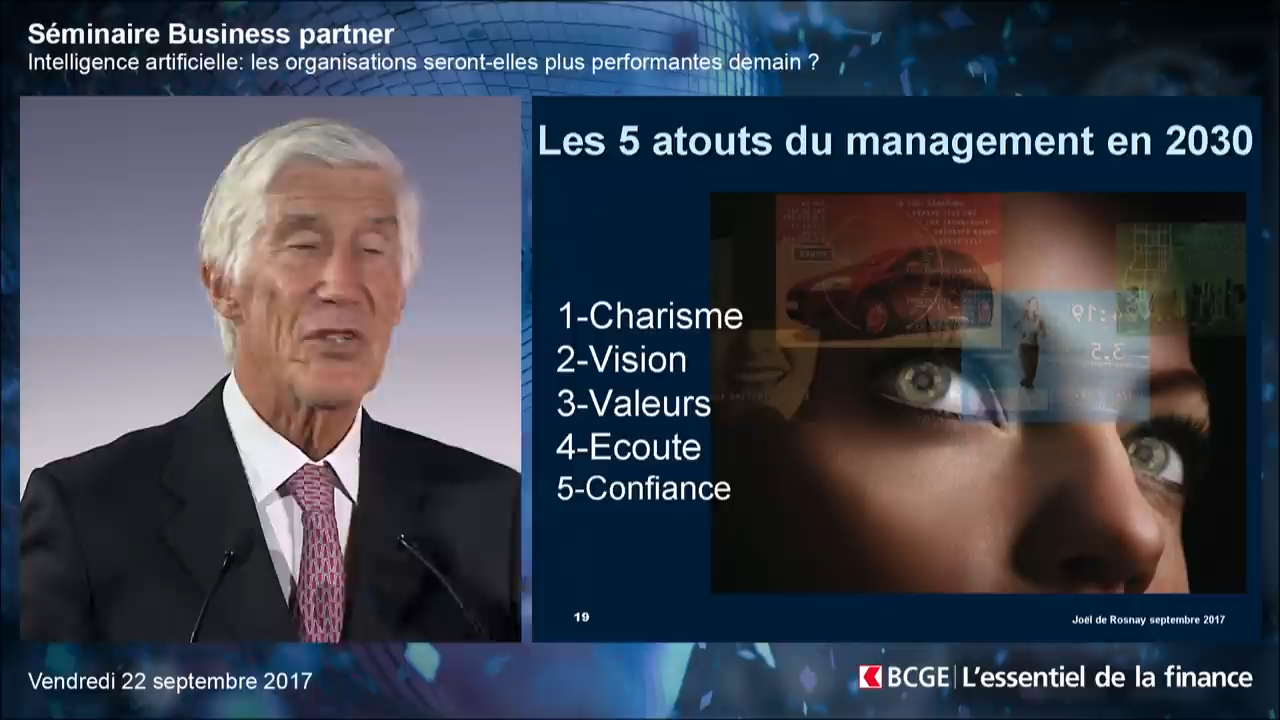 Séminaire Business partner
Intelligence artificielle: les organisations seront-elles plus performantes demain ?
Les 5 atouts du management en 2030
1-Charisme
2-Vision
3-Valeurs
4-Ecoute
5-Confiance
19
Joël de Rosnay septembre 2017
Vendredi 22 septembre 2017
BCGE L'essentiel de la finance